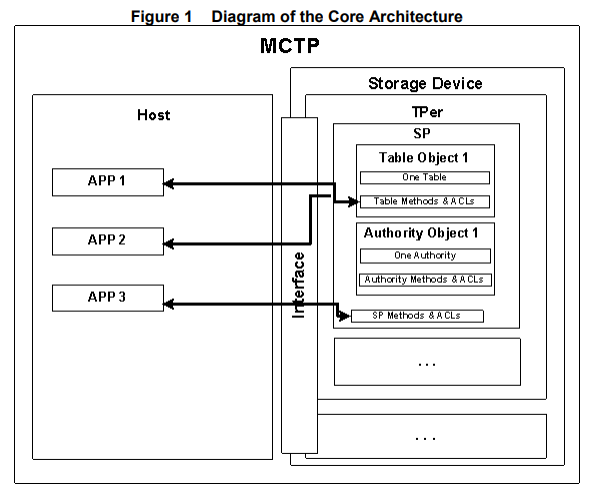 Figure 1 Diagram of the Core Architecture
MCTP
Storage Device
Host
TPer
SP
Table Object 1
One Table
Table Methods & ACLs
APP 1
APP 2
APP 3
Authority Object 1
One Authority
Authority Methods & ACLs
Interface
SP Methods & ACLs
...
...